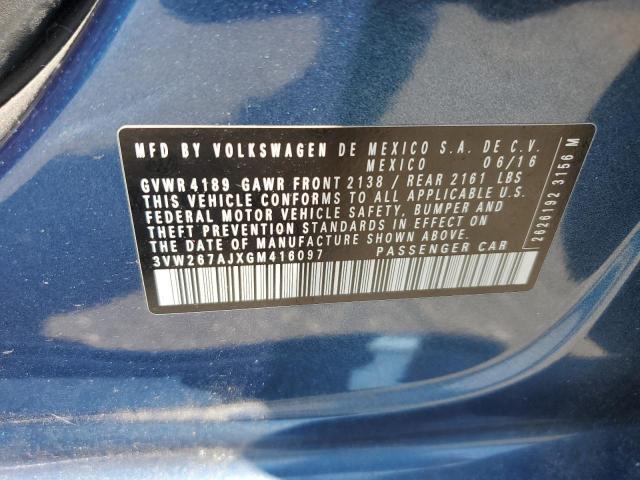 MFD BY VOLKSWAGEN DE MEXICO S.A. DE C.V.
MEXICO 06/16
GVWR 4189 GAWR FRONT 2138 / REAR 2161 LBS
THIS VEHICLE CONFORMS TO ALL APPLICABLE U.S.
FEDERAL MOTOR VEHICLE SAFETY, BUMPER AND
THEFT PREVENTION STANDARDS IN EFFECT ON
THE DATE OF MANUFACTURE SHOWN ABOVE.
3VW267AJXGM416097 PASSENGER CAR
2626192 3156 M